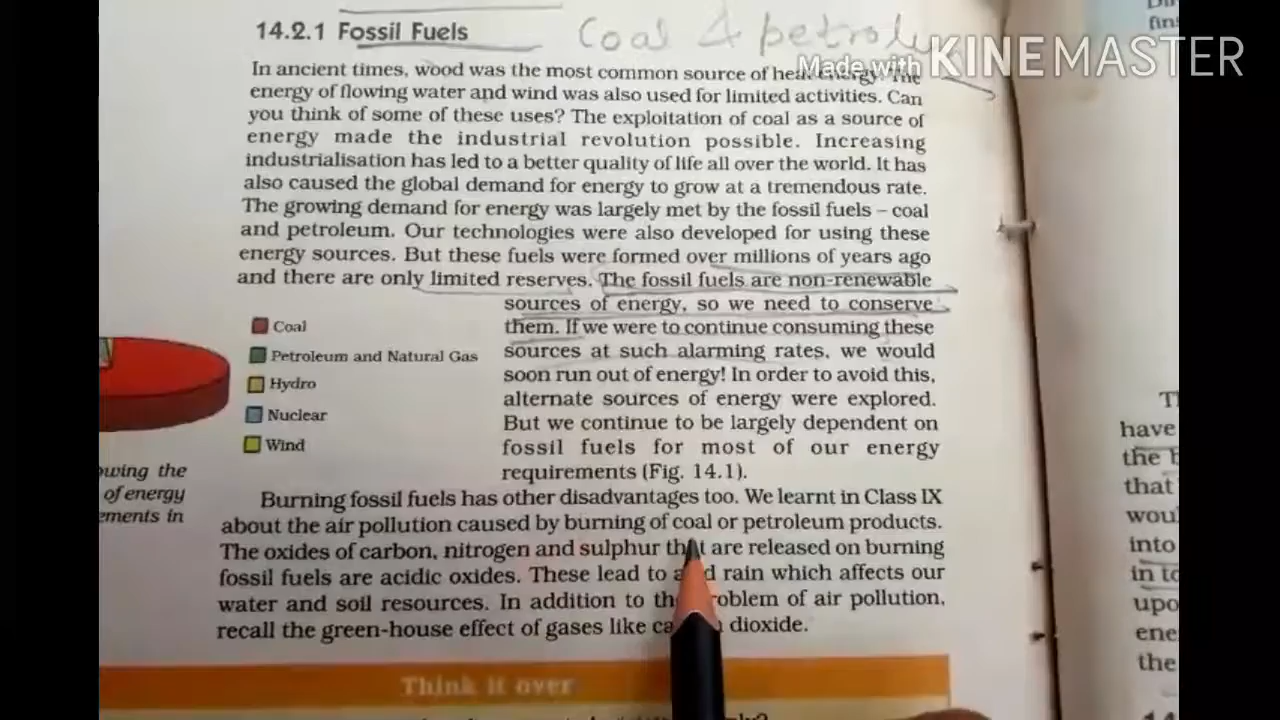 14.2.1 Fossil Fuels
Coal & petrol
Made with KINEMASTER
In ancient times, wood was the most common source of heat energy. The
energy of flowing water and wind was also used for limited activities. Can
you think of some of these uses? The exploitation of coal as a source of
energy made the industrial revolution possible. Increasing
industrialisation has led to a better quality of life all over the world. It has
also caused the global demand for energy to grow at a tremendous rate.
The growing demand for energy was largely met by the fossil fuels – coal
and petroleum. Our technologies were also developed for using these
energy sources. But these fuels were formed over millions of years ago
and there are only limited reserves. The fossil fuels are non-renewable
sources of energy, so we need to conserve
them. If we were to continue consuming these
sources at such alarming rates, we would
soon run out of energy! In order to avoid this,
alternate sources of energy were explored.
But we continue to be largely dependent on
fossil fuels for most of our energy
requirements (Fig. 14.1).
Coal
Petroleum and Natural Gas
Hydro
Nuclear
Wind
owing the
of energy
ements in
Burning fossil fuels has other disadvantages too. We learnt in Class IX
about the air pollution caused by burning of coal or petroleum products.
The oxides of carbon, nitrogen and sulphur that are released on burning
fossil fuels are acidic oxides. These lead to acid rain which affects our
water and soil resources. In addition to the problem of air pollution,
recall the green-house effect of gases like carbon dioxide.
Think it over
fin
have
the
that
wou
into
in to
upo
ene
the